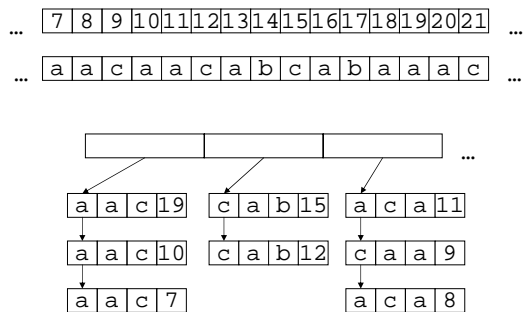 ... 7 8 9 10 11 12 13 14 15 16 17 18 19 20 21 ...
... a a c a a c a b c a b a a a c ...
...
a a c 19 c a b 15 a c a 11
a a c 10 c a b 12 c a a 9
a a c 7 a c a 8